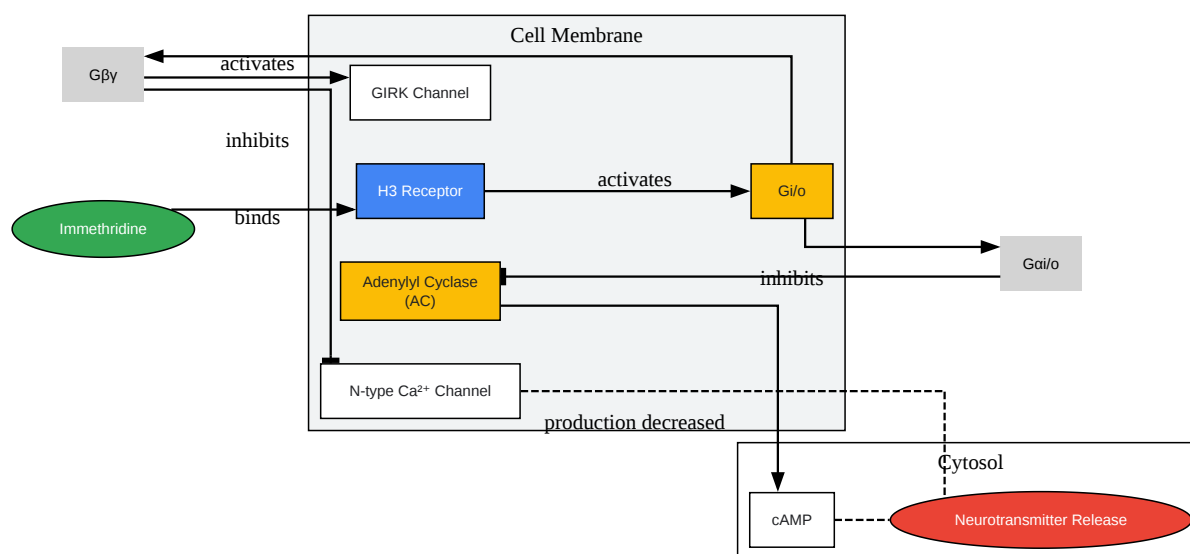 Cell Membrane
Gβγ
activates
GIRK Channel
inhibits
H3 Receptor
activates
Gi/o
Immethridine
binds
Gαi/o
Adenylyl Cyclase
(AC)
inhibits
N-type Ca²⁺ Channel
production decreased
Cytosol
cAMP
Neurotransmitter Release